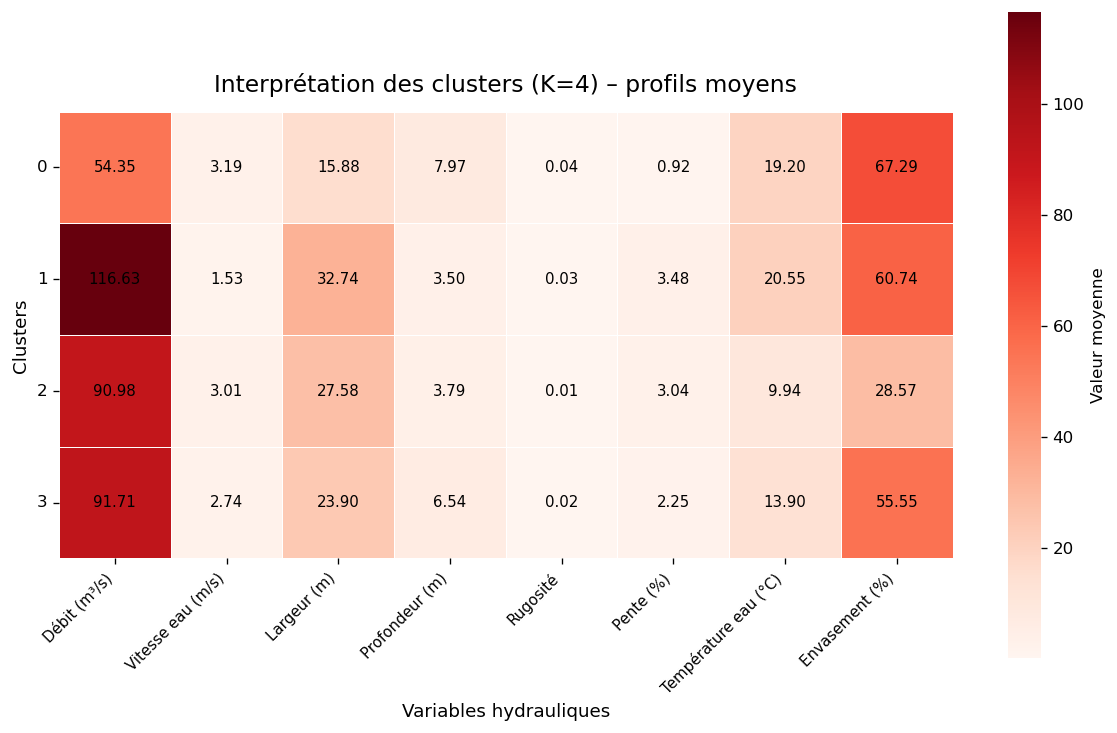 Interprétation des clusters (K=4) – profils moyens
0 54.35 3.19 15.88 7.97 0.04 0.92 19.20 67.29
1 116.63 1.53 32.74 3.50 0.03 3.48 20.55 60.74
2 90.98 3.01 27.58 3.79 0.01 3.04 9.94 28.57
3 91.71 2.74 23.90 6.54 0.02 2.25 13.90 55.55
Clusters
Débit (m³/s)
Vitesse eau (m/s)
Largeur (m)
Profondeur (m)
Rugosité
Pente (%)
Température eau (°C)
Envasement (%)
Variables hydrauliques
100
80
60
40
20
Valeur moyenne